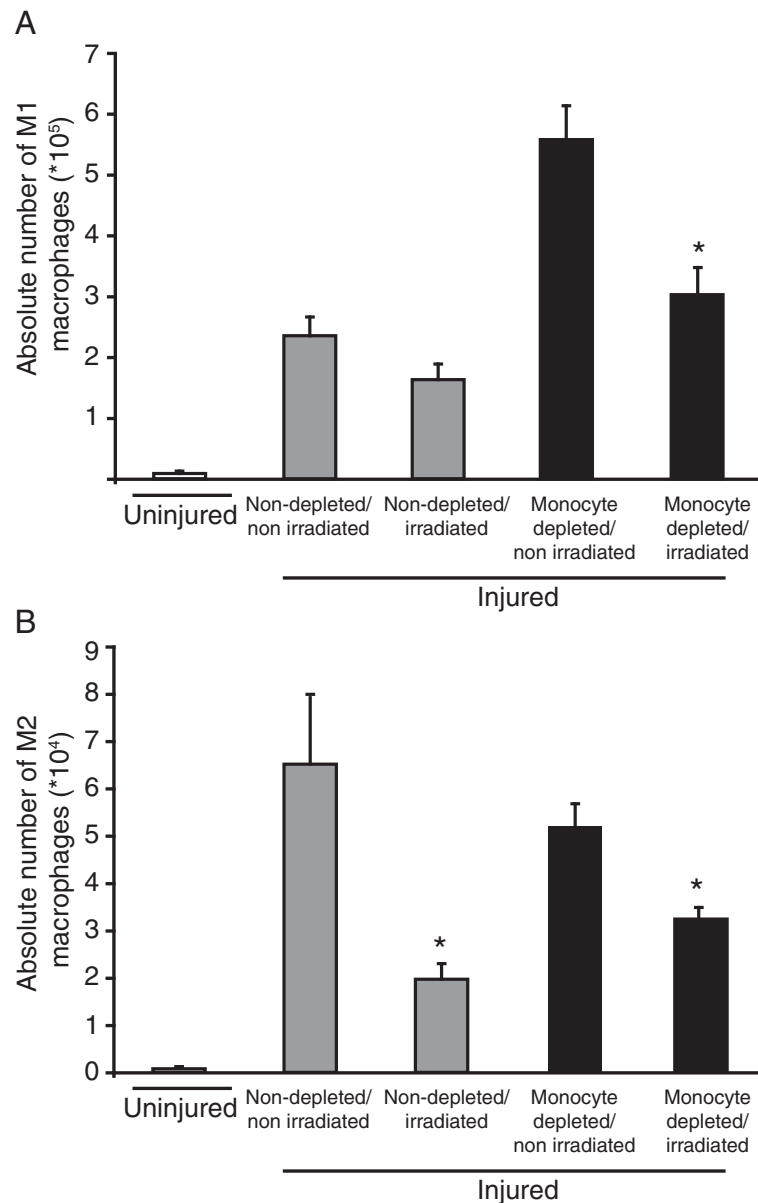 A
Absolute number of M1
macrophages (*10⁵)
7
6
5
4
3
2
1
*
Uninjured
Non-depleted/
non irradiated
Non-depleted/
irradiated
Monocyte
depleted/
non irradiated
Monocyte
depleted/
irradiated
Injured
B
Absolute number of M2
macrophages (*10⁴)
9
8
7
6
5
4
3
2
1
0
*
*
Uninjured
Non-depleted/
non irradiated
Non-depleted/
irradiated
Monocyte
depleted/
non irradiated
Monocyte
depleted/
irradiated
Injured